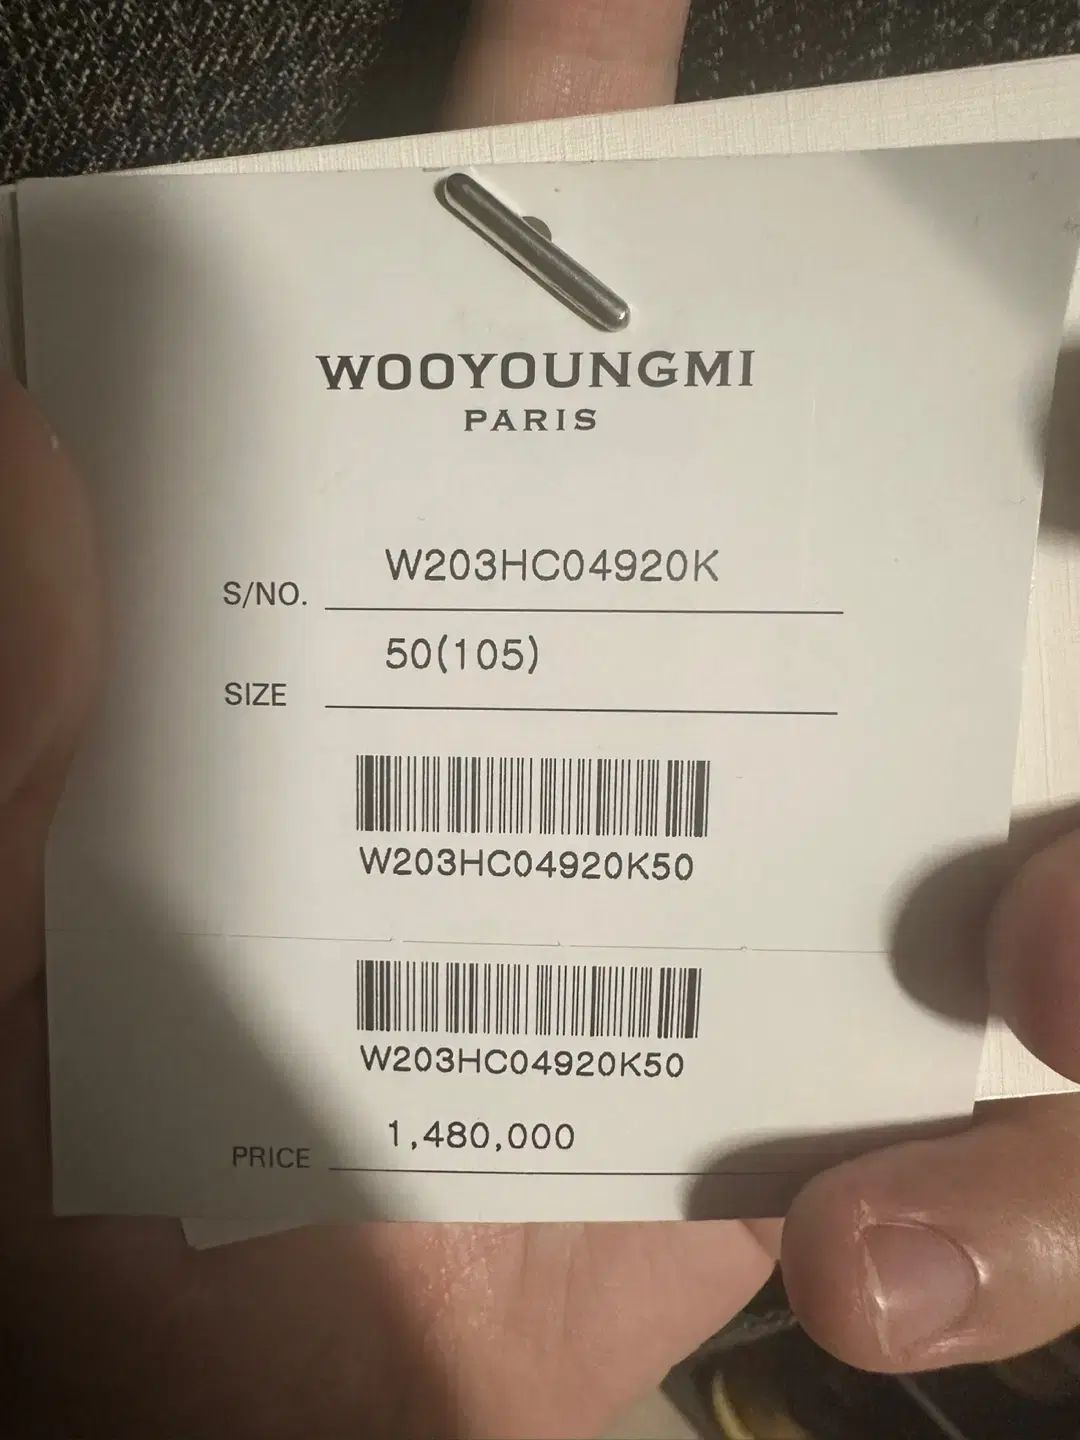 WOOYOUNGMI
PARIS
S/NO. W203HC04920K
SIZE 50(105)
W203HC04920K50
W203HC04920K50
PRICE 1,480,000